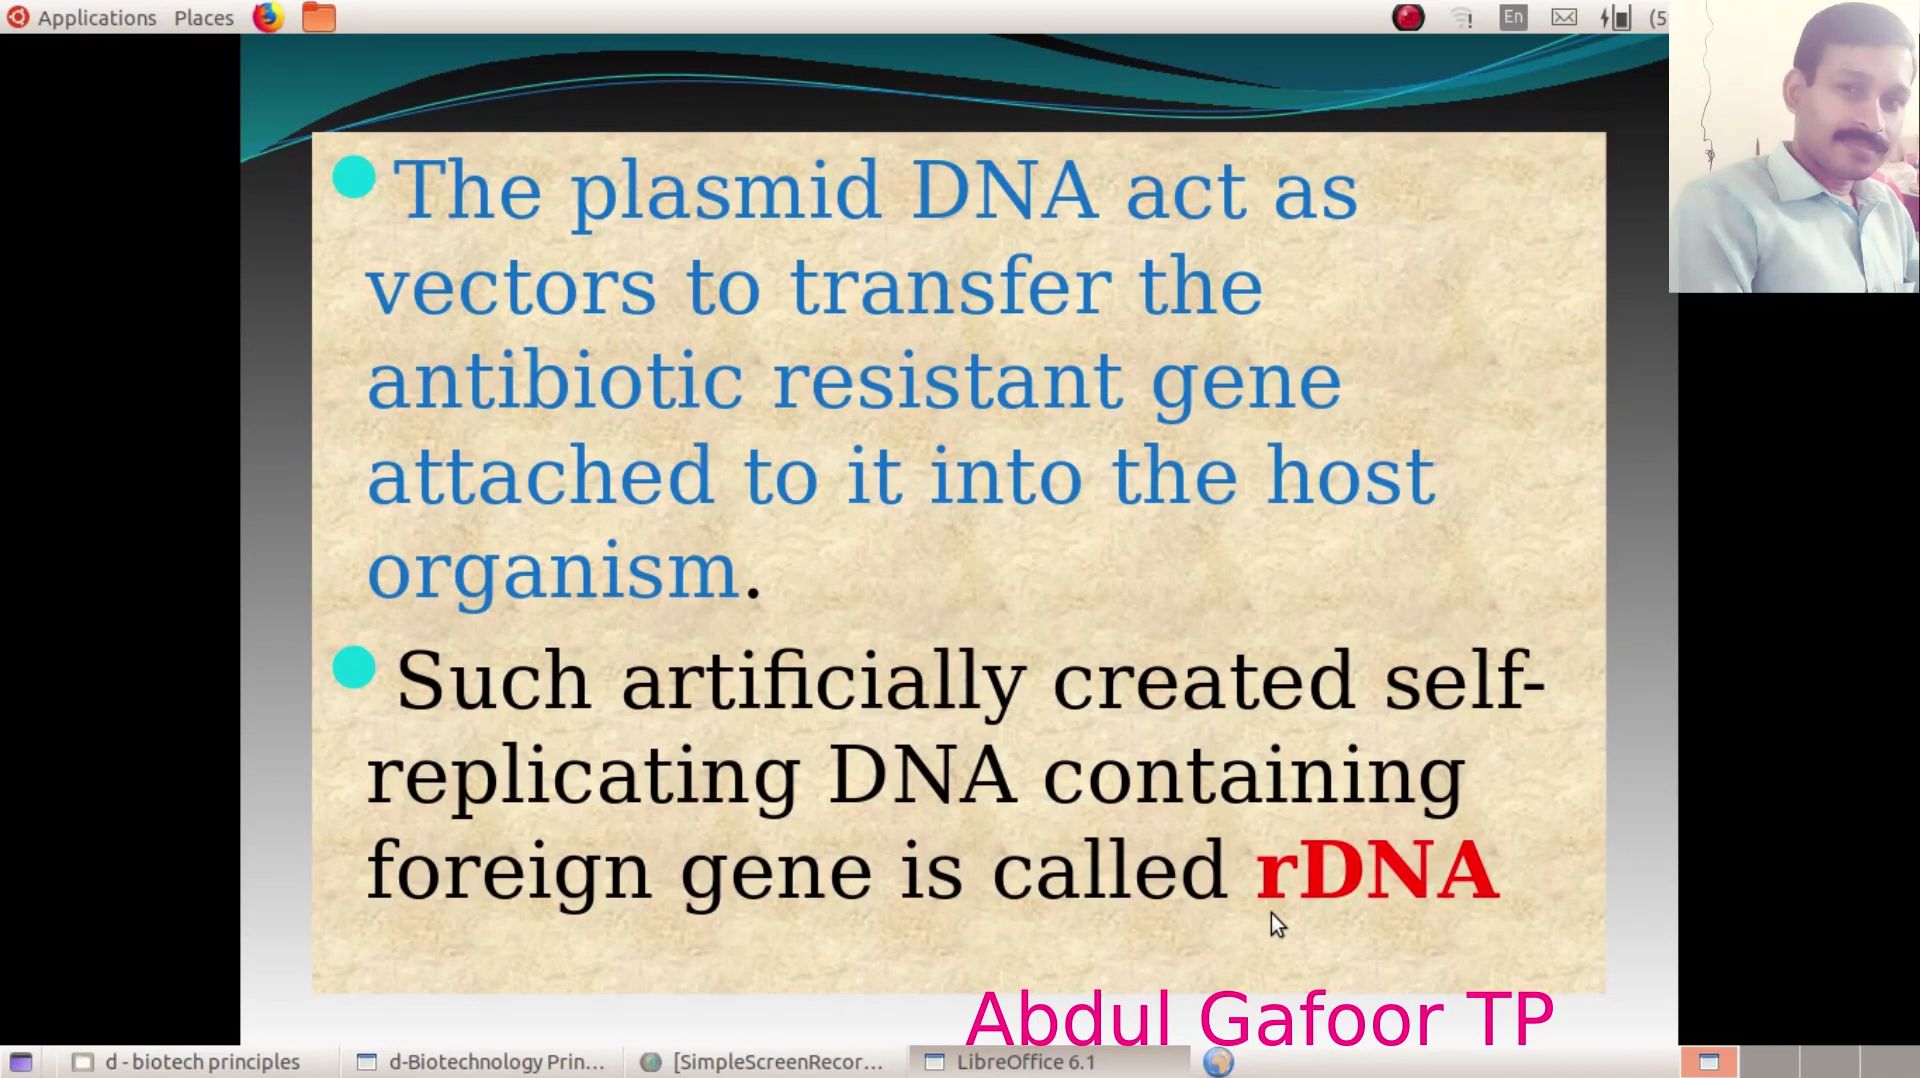 Applications Places En (5
The plasmid DNA act as
vectors to transfer the
antibiotic resistant gene
attached to it into the host
organism.
Such artificially created self-
replicating DNA containing
foreign gene is called rDNA
Abdul Gafoor TP
d - biotech principles d-Biotechnology Prin... [SimpleScreenRecor... LibreOffice 6.1